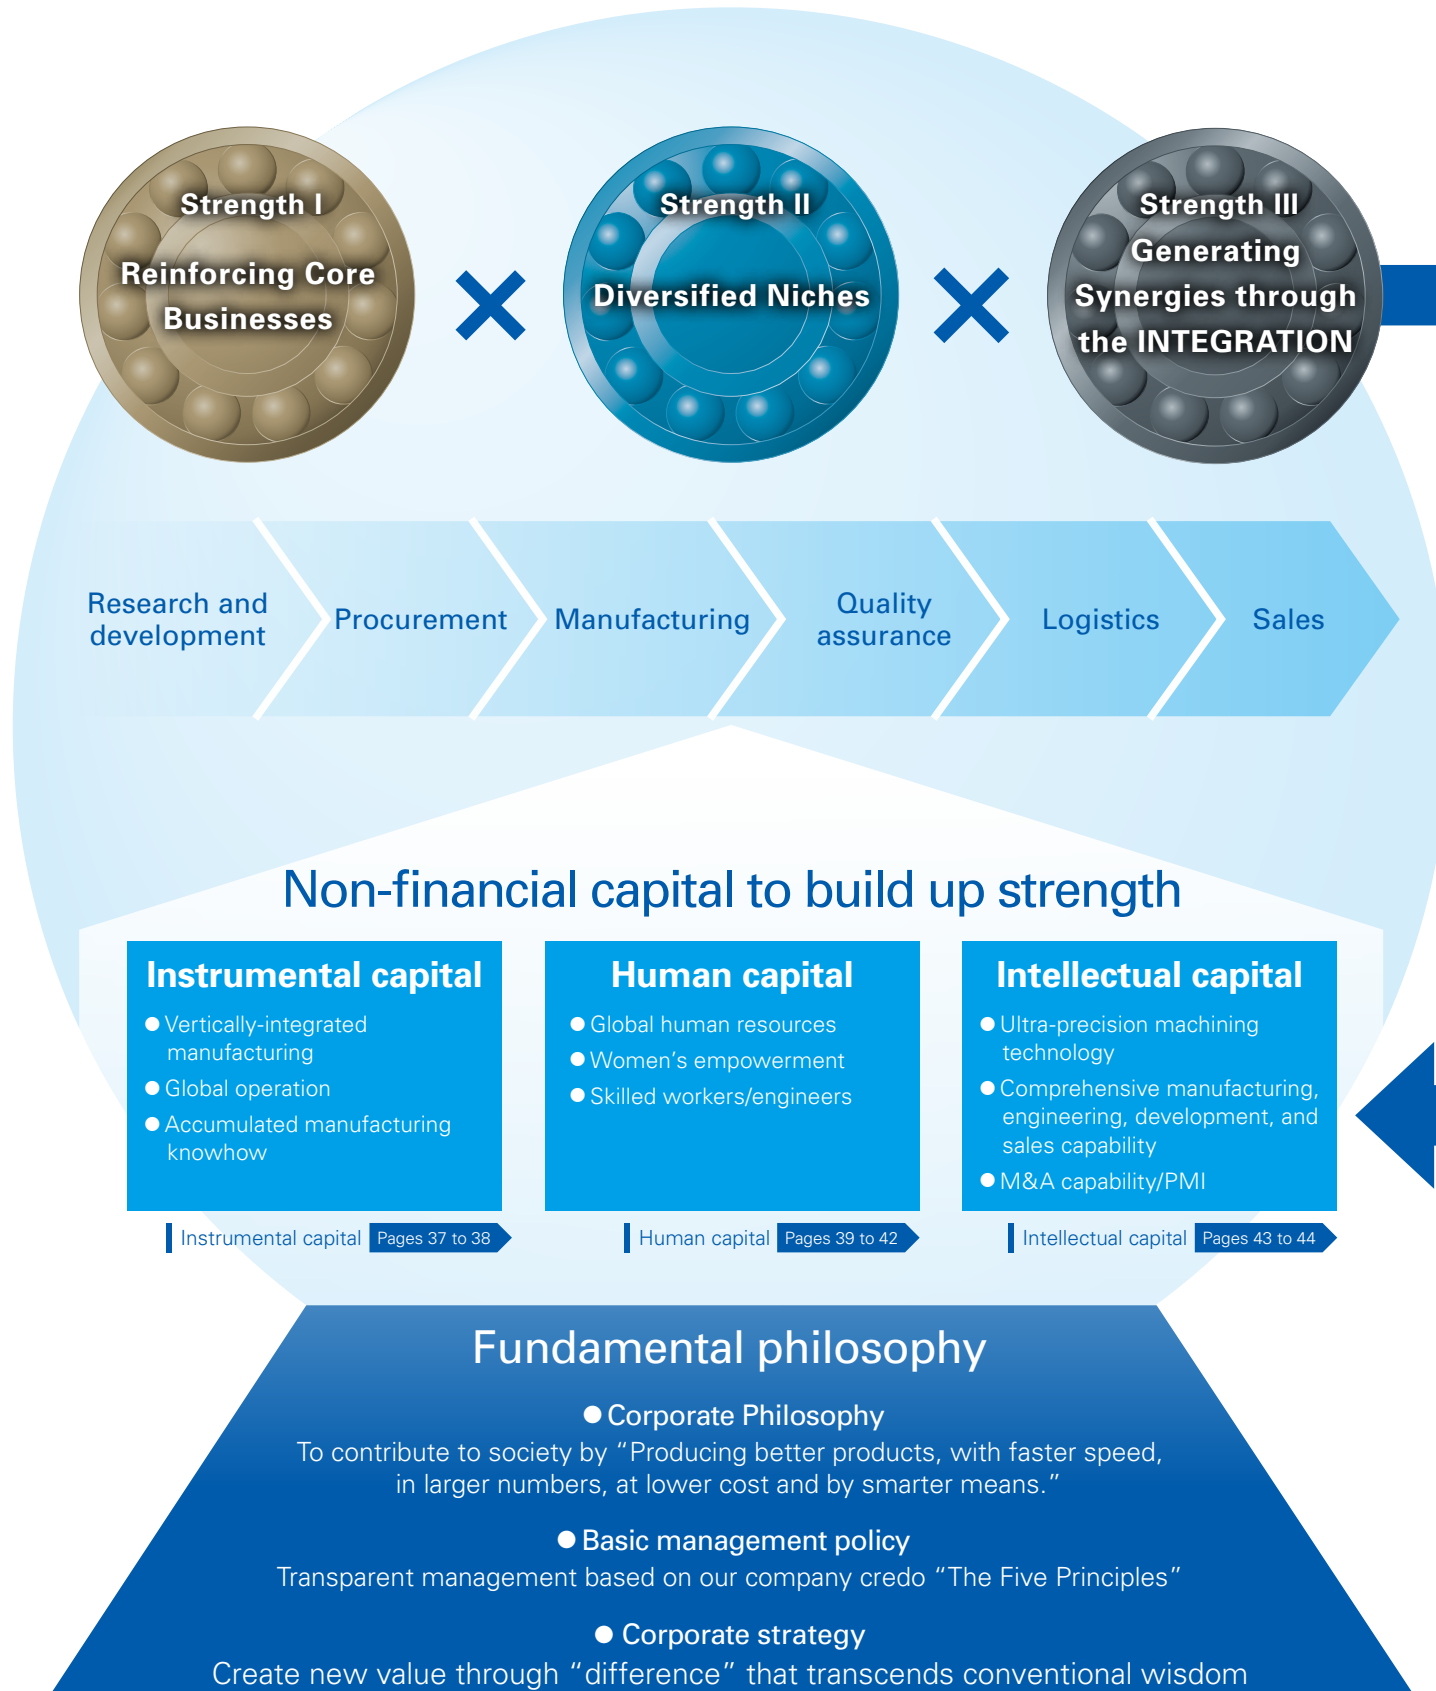 Strength I
Reinforcing Core
Businesses
Strength II
Diversified Niches
Strength III
Generating
Synergies through
the INTEGRATION
Research and
development
Procurement
Manufacturing
Quality
assurance
Logistics
Sales
Non-financial capital to build up strength
Instrumental capital
● Vertically-integrated
manufacturing
● Global operation
● Accumulated manufacturing
knowhow
Human capital
● Global human resources
● Women's empowerment
● Skilled workers/engineers
Intellectual capital
● Ultra-precision machining
technology
● Comprehensive manufacturing,
engineering, development, and
sales capability
● M&A capability/PMI
Instrumental capital Pages 37 to 38
Human capital Pages 39 to 42
Intellectual capital Pages 43 to 44
Fundamental philosophy
● Corporate Philosophy
To contribute to society by “Producing better products, with faster speed,
in larger numbers, at lower cost and by smarter means.”
● Basic management policy
Transparent management based on our company credo “The Five Principles”
● Corporate strategy
Create new value through “difference” that transcends conventional wisdom